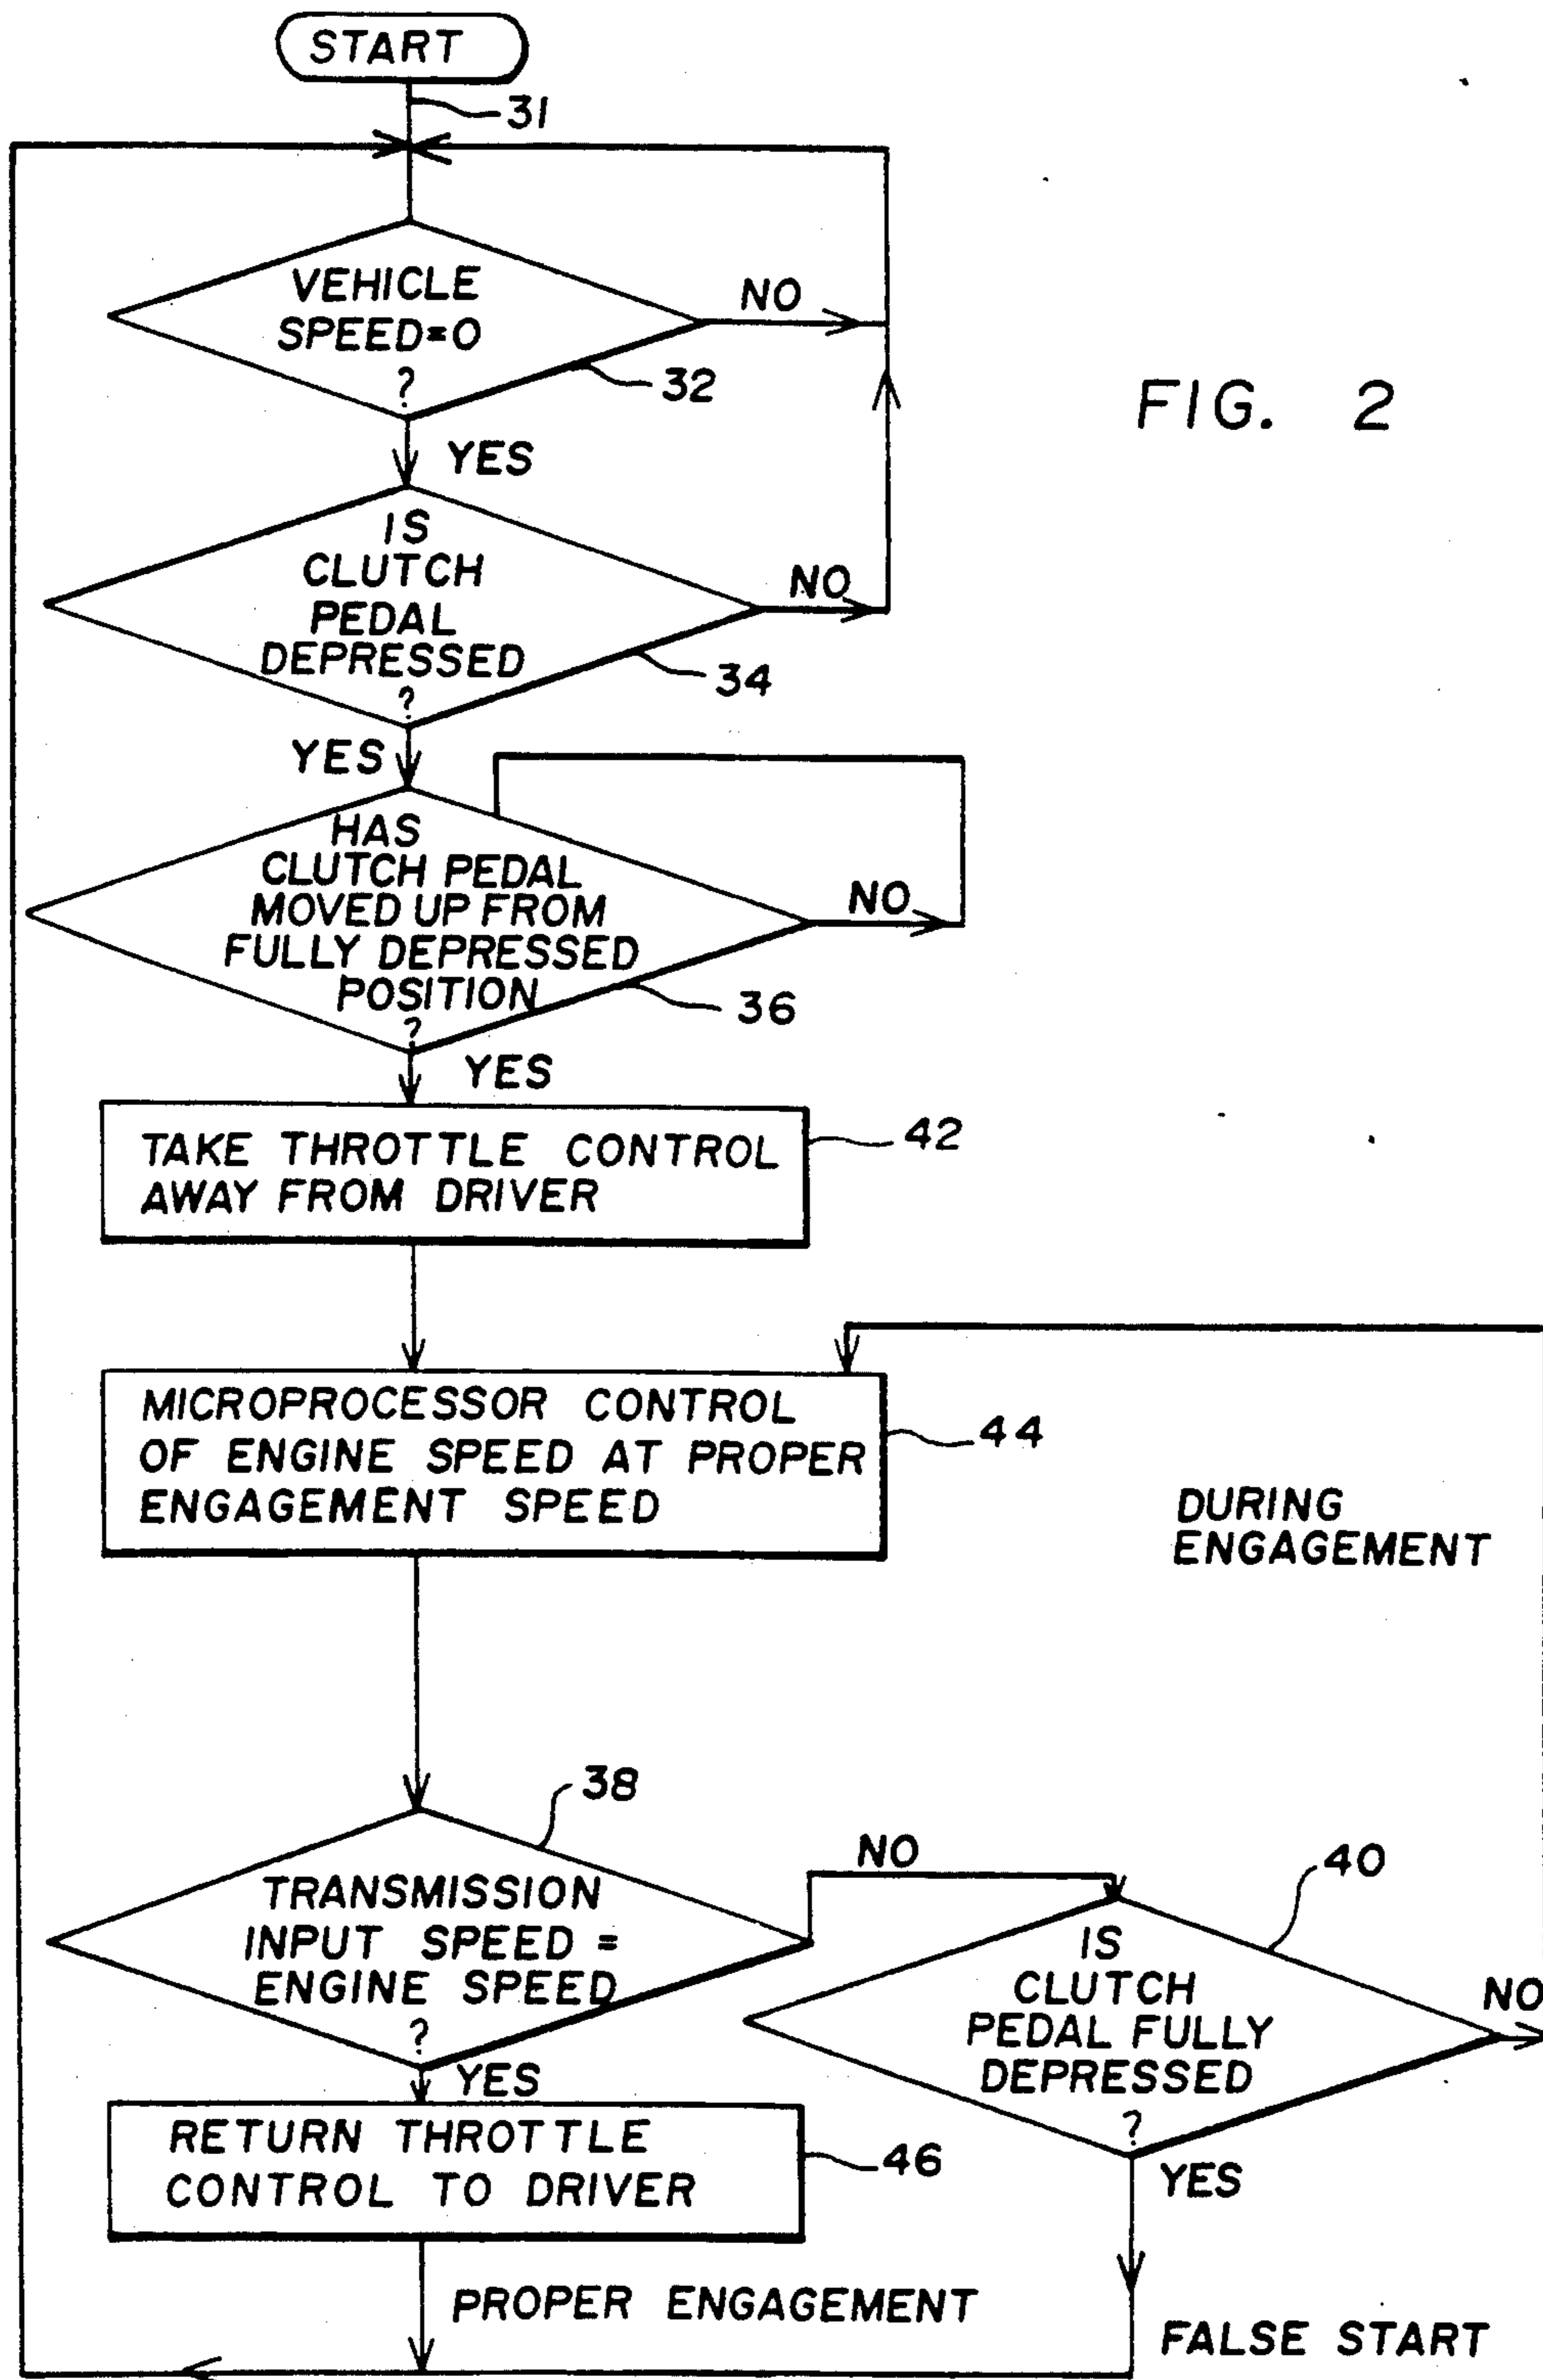 START
31
VEHICLE
SPEED=0
?
NO
32
FIG. 2
YES
IS
CLUTCH
PEDAL
DEPRESSED
?
NO
34
YES
HAS
CLUTCH PEDAL
MOVED UP FROM
FULLY DEPRESSED
POSITION
?
NO
36
YES
TAKE THROTTLE CONTROL
AWAY FROM DRIVER
42
MICROPROCESSOR CONTROL
OF ENGINE SPEED AT PROPER
ENGAGEMENT SPEED
44
DURING
ENGAGEMENT
38
TRANSMISSION
INPUT SPEED =
ENGINE SPEED
?
NO
40
IS
CLUTCH
PEDAL FULLY
DEPRESSED
?
NO
YES
RETURN THROTTLE
CONTROL TO DRIVER
46
YES
PROPER ENGAGEMENT
FALSE START